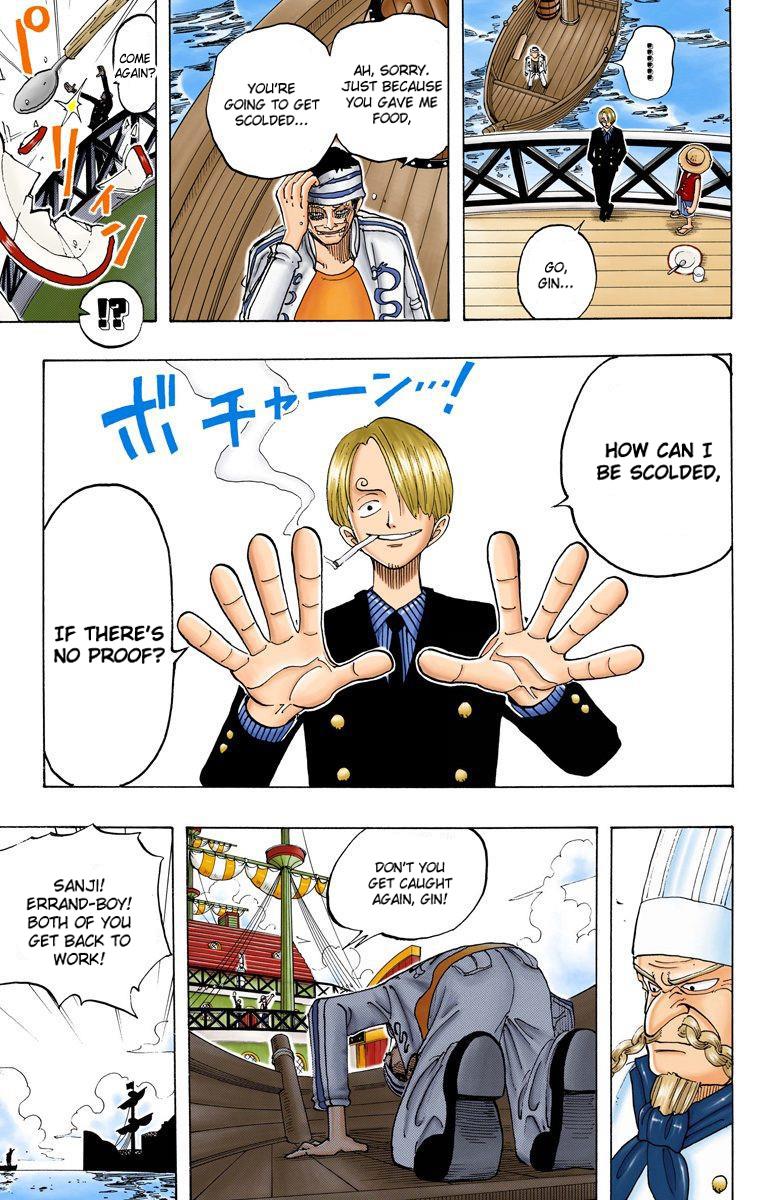 ......
GO,
GIN...
AH, SORRY.
JUST BECAUSE
YOU GAVE ME
FOOD,
YOU'RE
GOING TO GET
SCOLDED...
COME
AGAIN?
パリィン
!?
HOW CAN I
BE SCOLDED,
ボチャーン…!
IF THERE'S
NO PROOF?
DON'T YOU
GET CAUGHT
AGAIN, GIN!
SANJI!
ERRAND-BOY!
BOTH OF YOU
GET BACK TO
WORK!